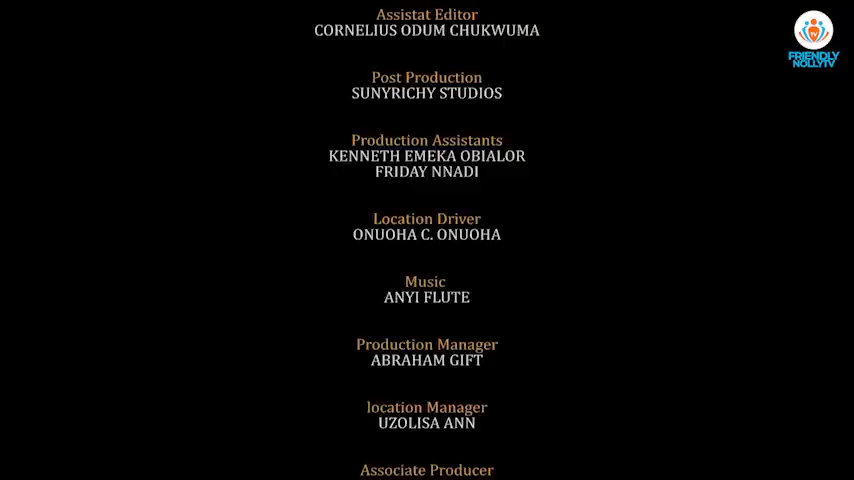 Assistat Editor
CORNELIUS ODUM CHUKWUMA
FRIENDLY
NOLLYTV
Post Production
SUNYRICHY STUDIOS
Production Assistants
KENNETH EMEKA OBIALOR
FRIDAY NNADI
Location Driver
ONUOHA C. ONUOHA
Music
ANYI FLUTE
Production Manager
ABRAHAM GIFT
location Manager
UZOLISA ANN
Associate Producer